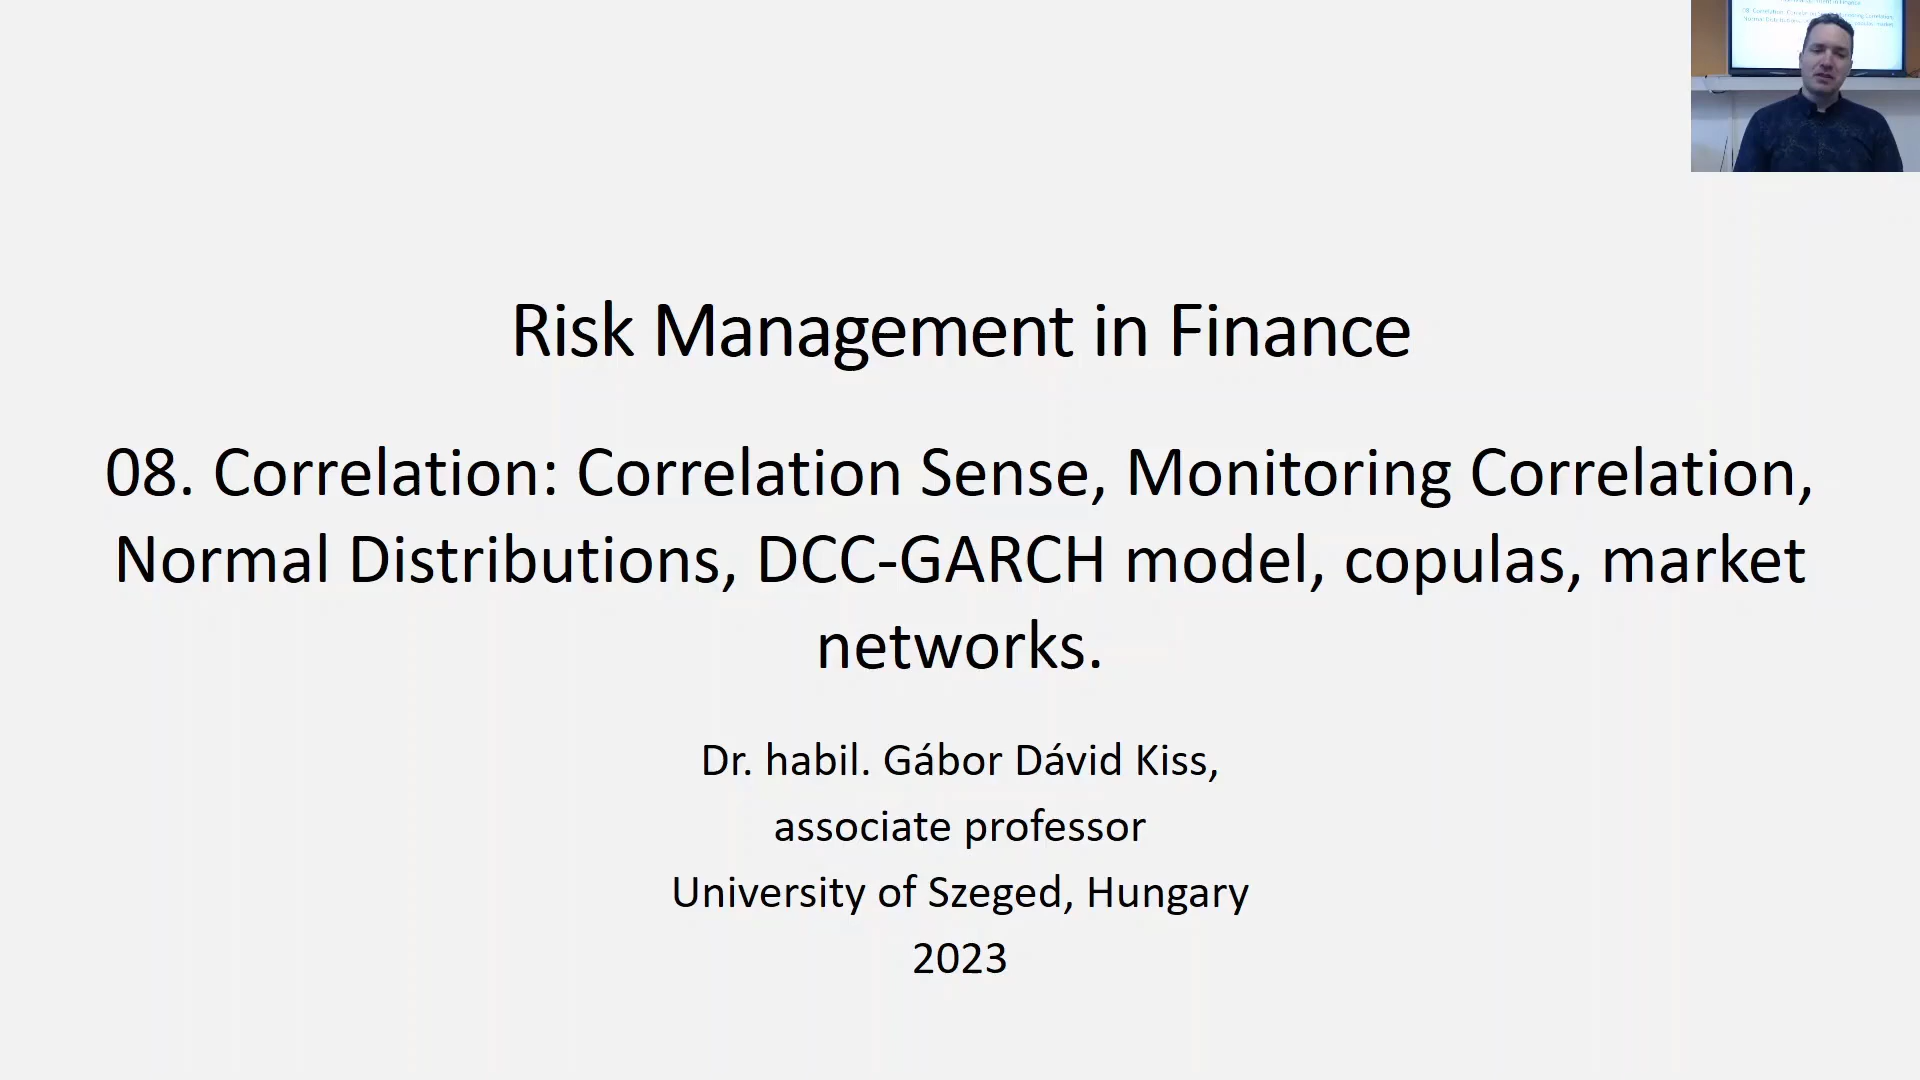 Risk Management in Finance
08. Correlation: Correlation Sense, Monitoring Correlation,
Normal Distributions, DCC-GARCH model, copulas, market
networks.
Dr. habil. Gábor Dávid Kiss,
associate professor
University of Szeged, Hungary
2023